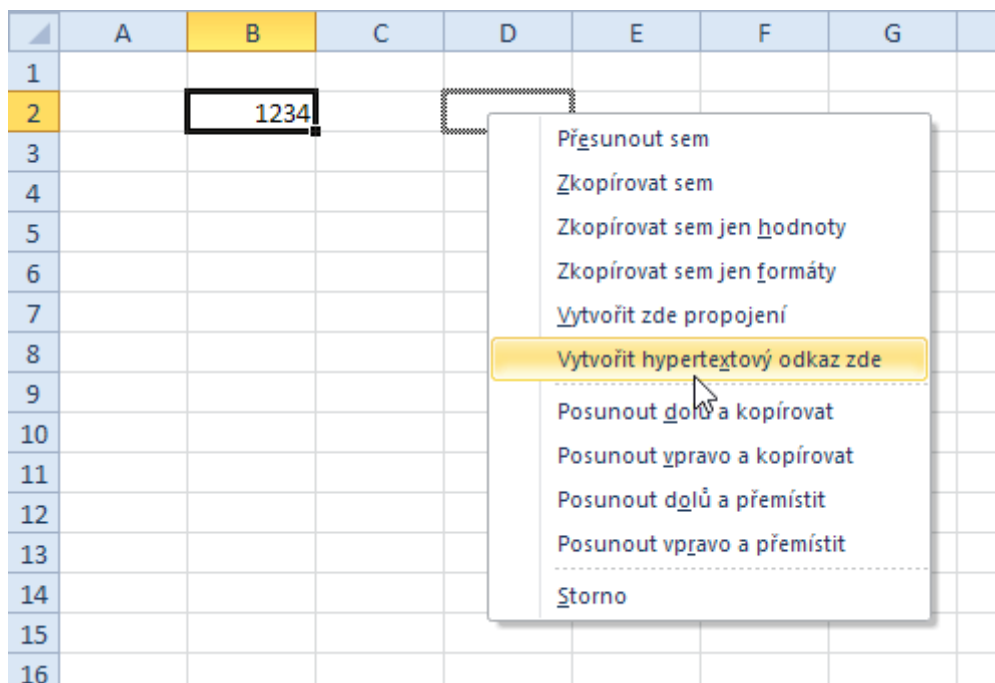 A B C D E F G
1
2 1234
3
4
5
6
7
8
9
10
11
12
13
14
15
16
Přesunout sem
Zkopírovat sem
Zkopírovat sem jen hodnoty
Zkopírovat sem jen formáty
Vytvořit zde propojení
Vytvořit hypertextový odkaz zde
Posunout dolů a kopírovat
Posunout vpravo a kopírovat
Posunout dolů a přemístit
Posunout vpravo a přemístit
Storno